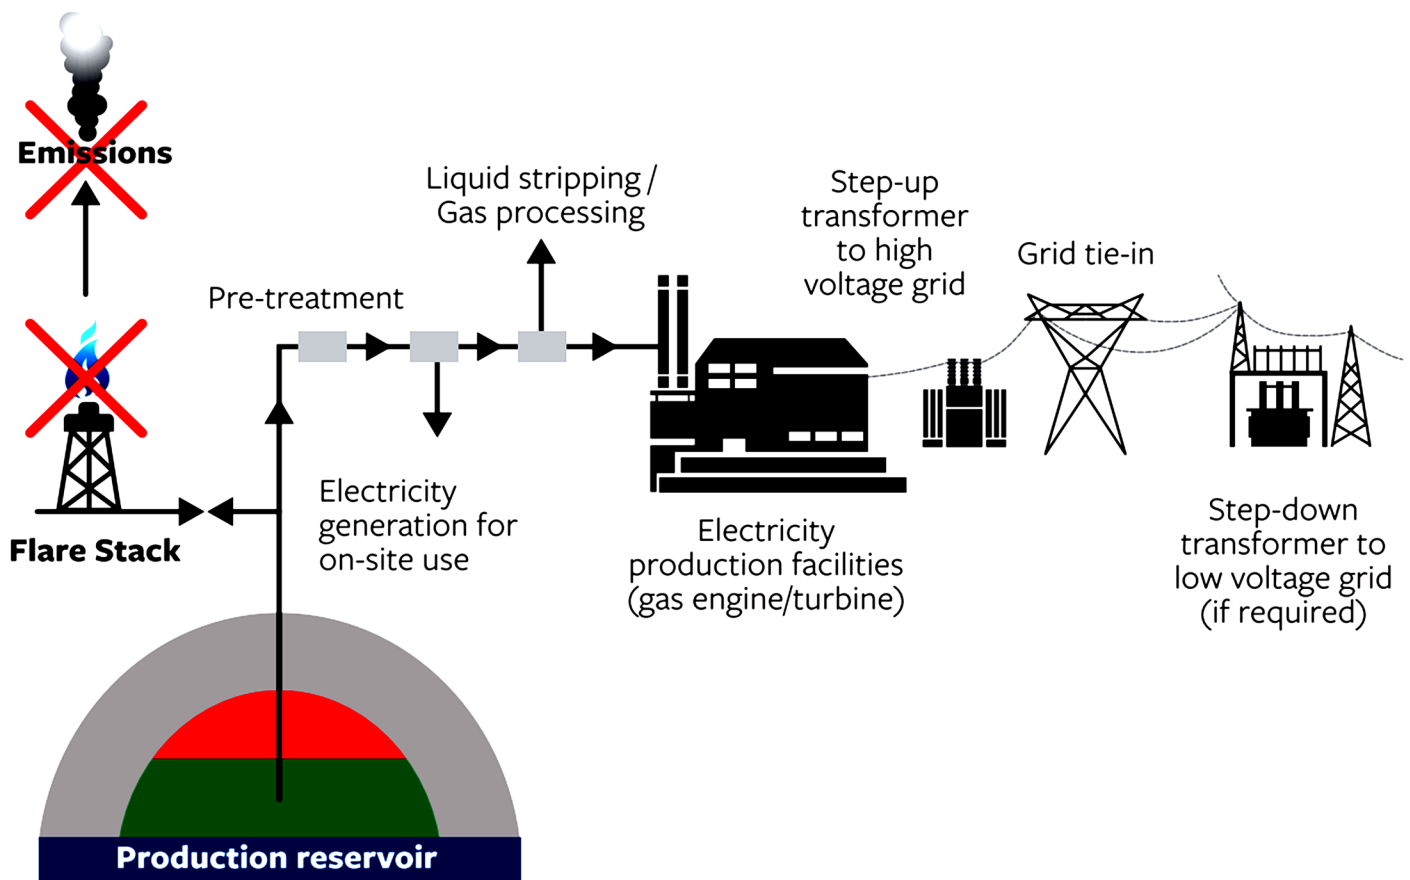 Emissions
Flare Stack
Pre-treatment
Electricity
generation for
on-site use
Liquid stripping /
Gas processing
Electricity
production facilities
(gas engine/turbine)
Step-up
transformer
to high
voltage grid
Grid tie-in
Step-down
transformer to
low voltage grid
(if required)
Production reservoir